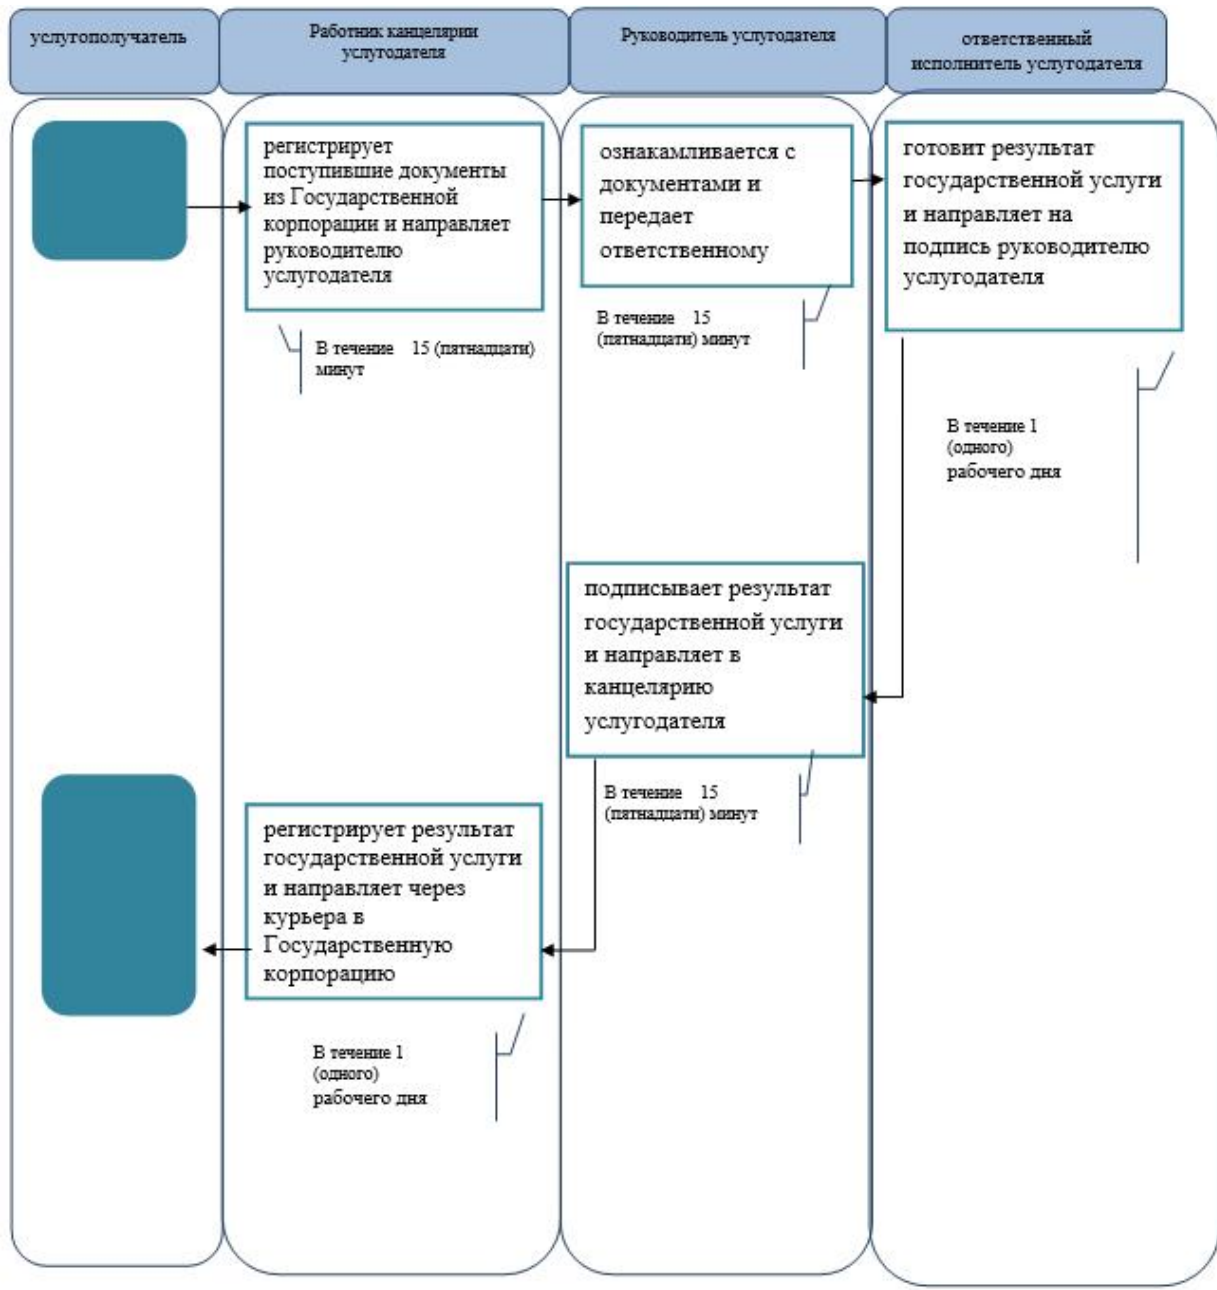 услугополучатель
Работник канцелярии
услугодателя
Руководитель услугодателя
ответственный
исполнитель услугодателя
регистрирует
поступившие документы
из Государственной
корпорации и направляет
руководителю
услугодателя
В течение 15 (пятнадцати)
минут
ознакамливается с
документами и
передает
ответственному
В течение 15
(пятнадцати) минут
готовит результат
государственной услуги
и направляет на
подпись руководителю
услугодателя
В течение 1
(одного)
рабочего дня
подписывает результат
государственной услуги
и направляет в
канцелярию
услугодателя
В течение 15
(пятнадцати) минут
регистрирует результат
государственной услуги
и направляет через
курьера в
Государственную
корпорацию
В течение 1
(одного)
рабочего дня